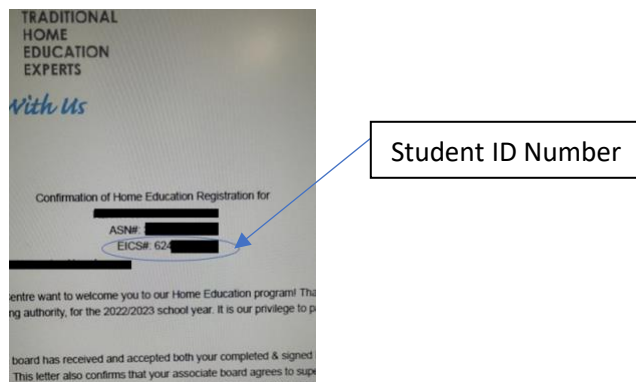 TRADITIONAL
HOME
EDUCATION
EXPERTS
With Us
Student ID Number
Confirmation of Home Education Registration for
ASN#:
EICS#: 624
entre want to welcome you to our Home Education program! Tha
ng authority, for the 2022/2023 school year. It is our privilege to p
board has received and accepted both your completed & signed
This letter also confirms that your associate board agrees to supp